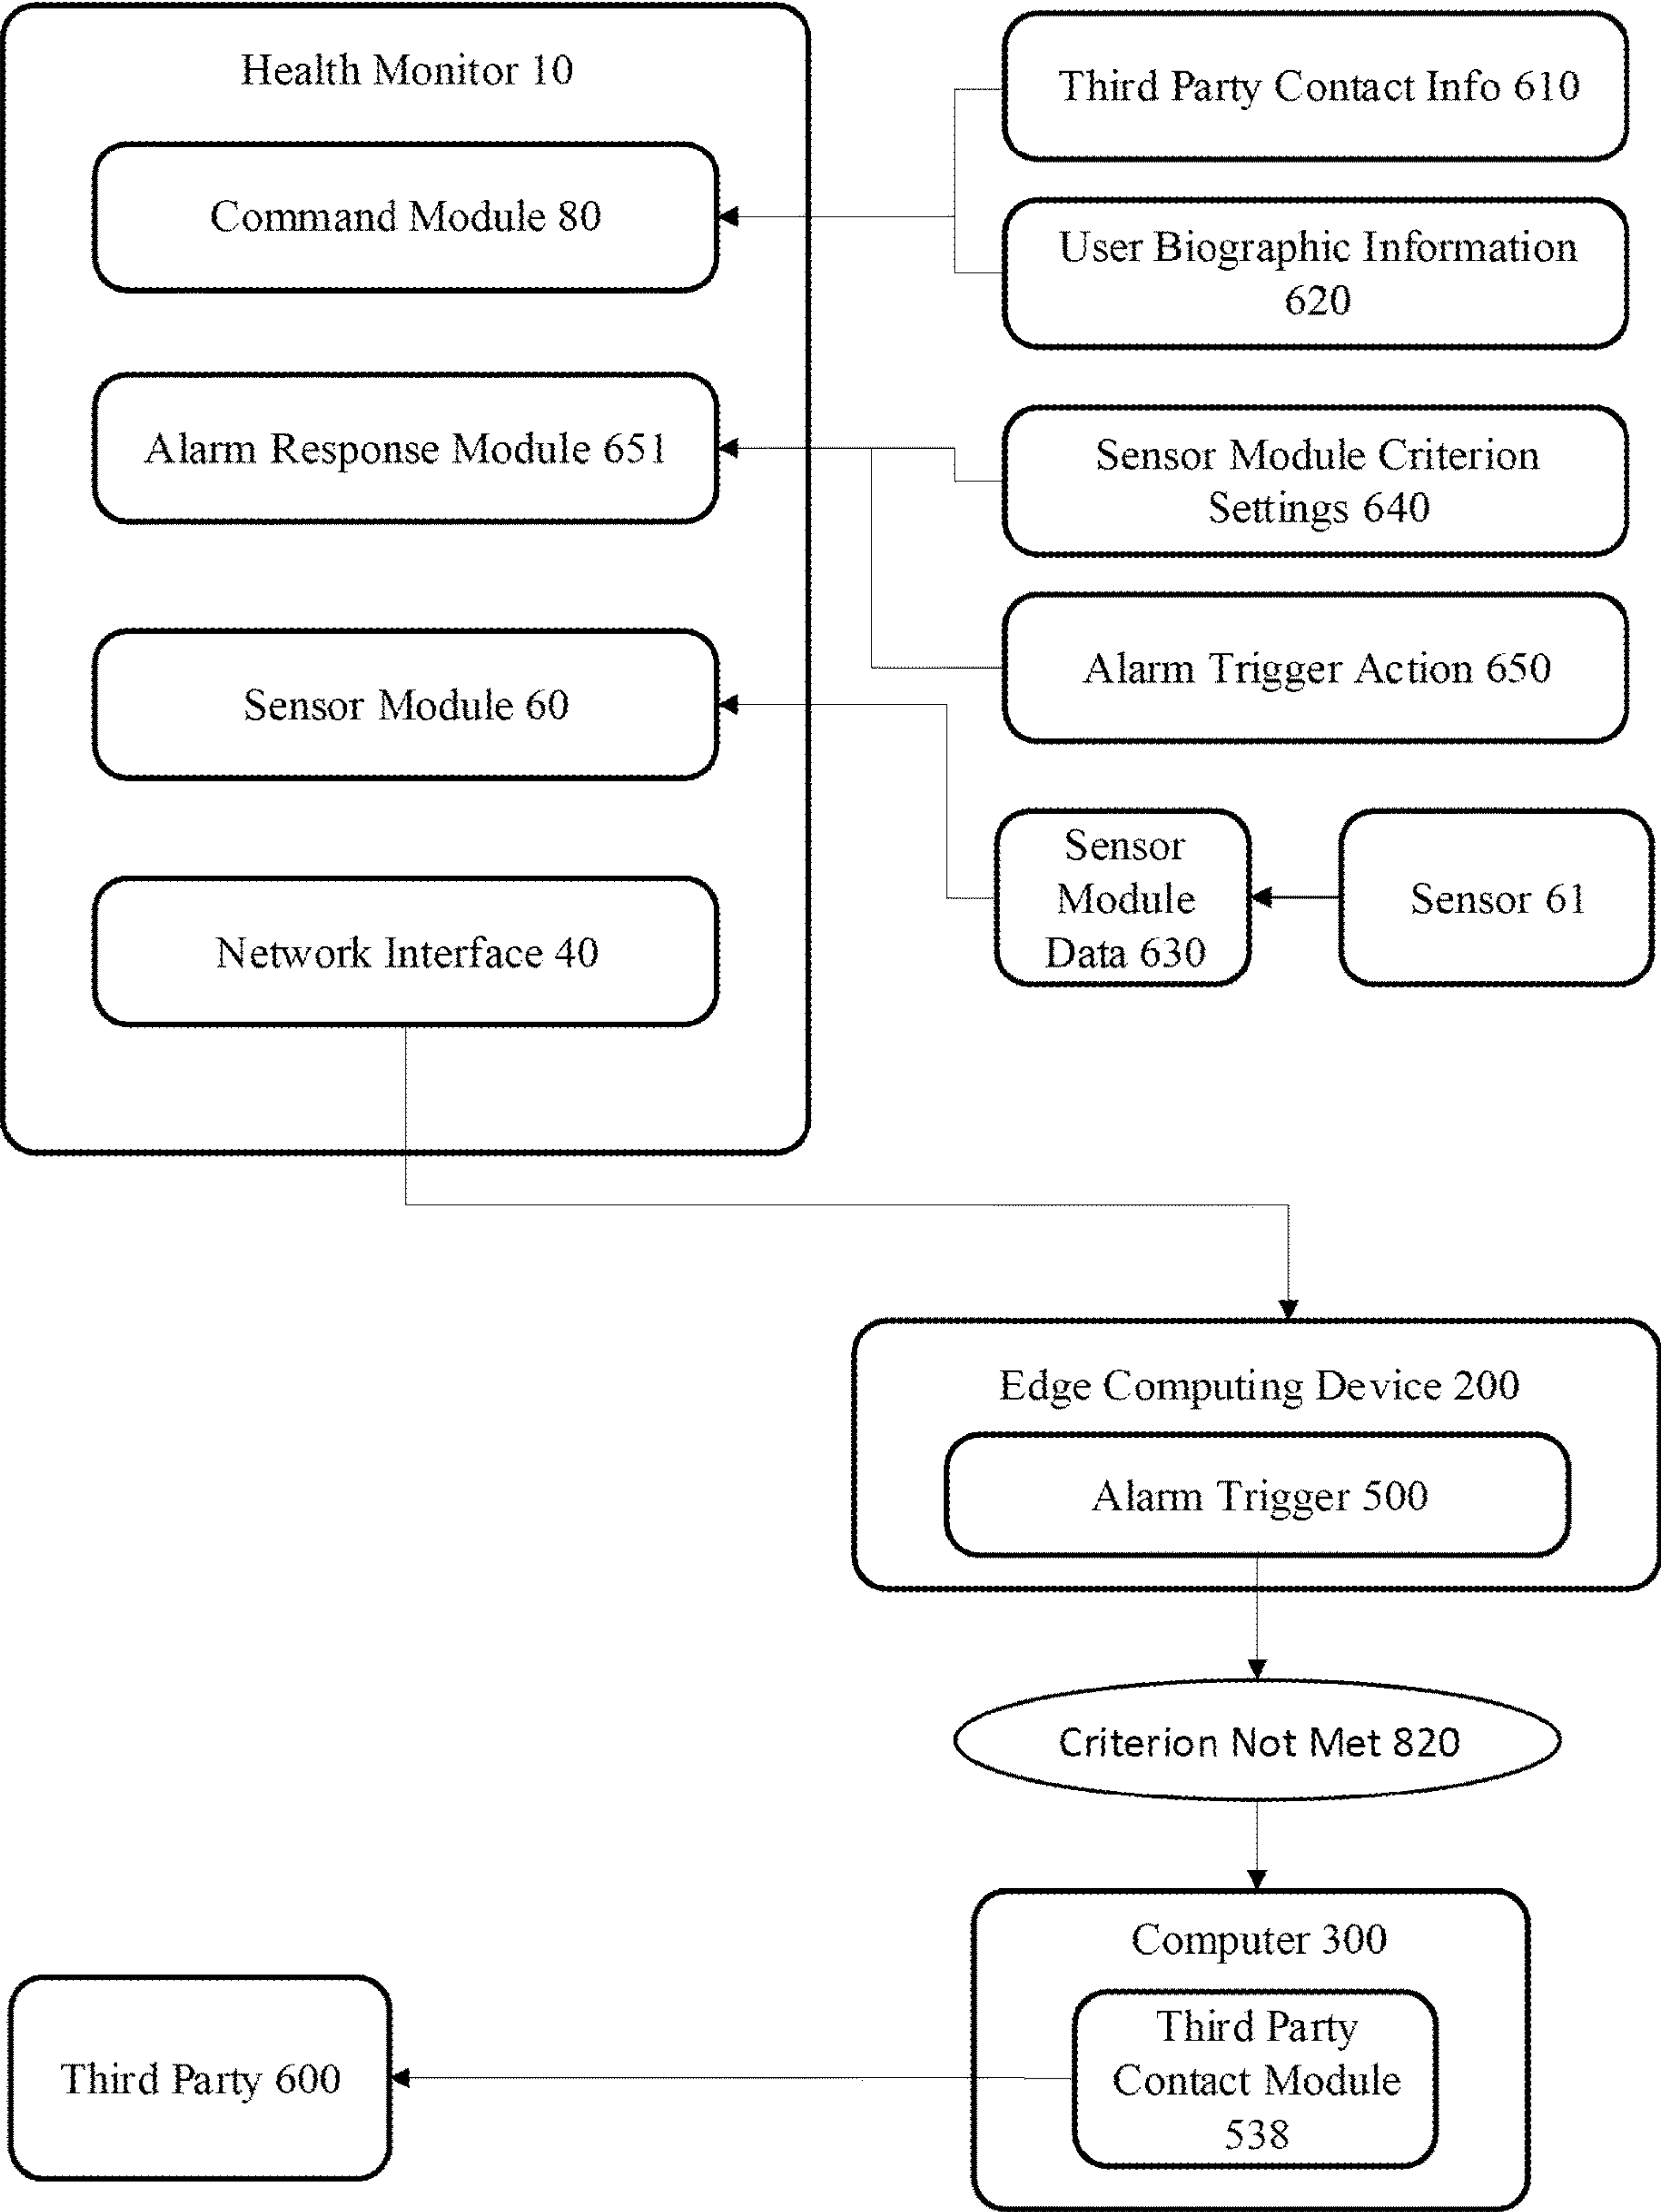 Health Monitor 10
Command Module 80
Alarm Response Module 651
Sensor Module 60
Network Interface 40
Third Party Contact Info 610
User Biographic Information
620
Sensor Module Criterion
Settings 640
Alarm Trigger Action 650
Sensor
Module
Data 630
Sensor 61
Edge Computing Device 200
Alarm Trigger 500
Criterion Not Met 820
Computer 300
Third Party
Contact Module
538
Third Party 600